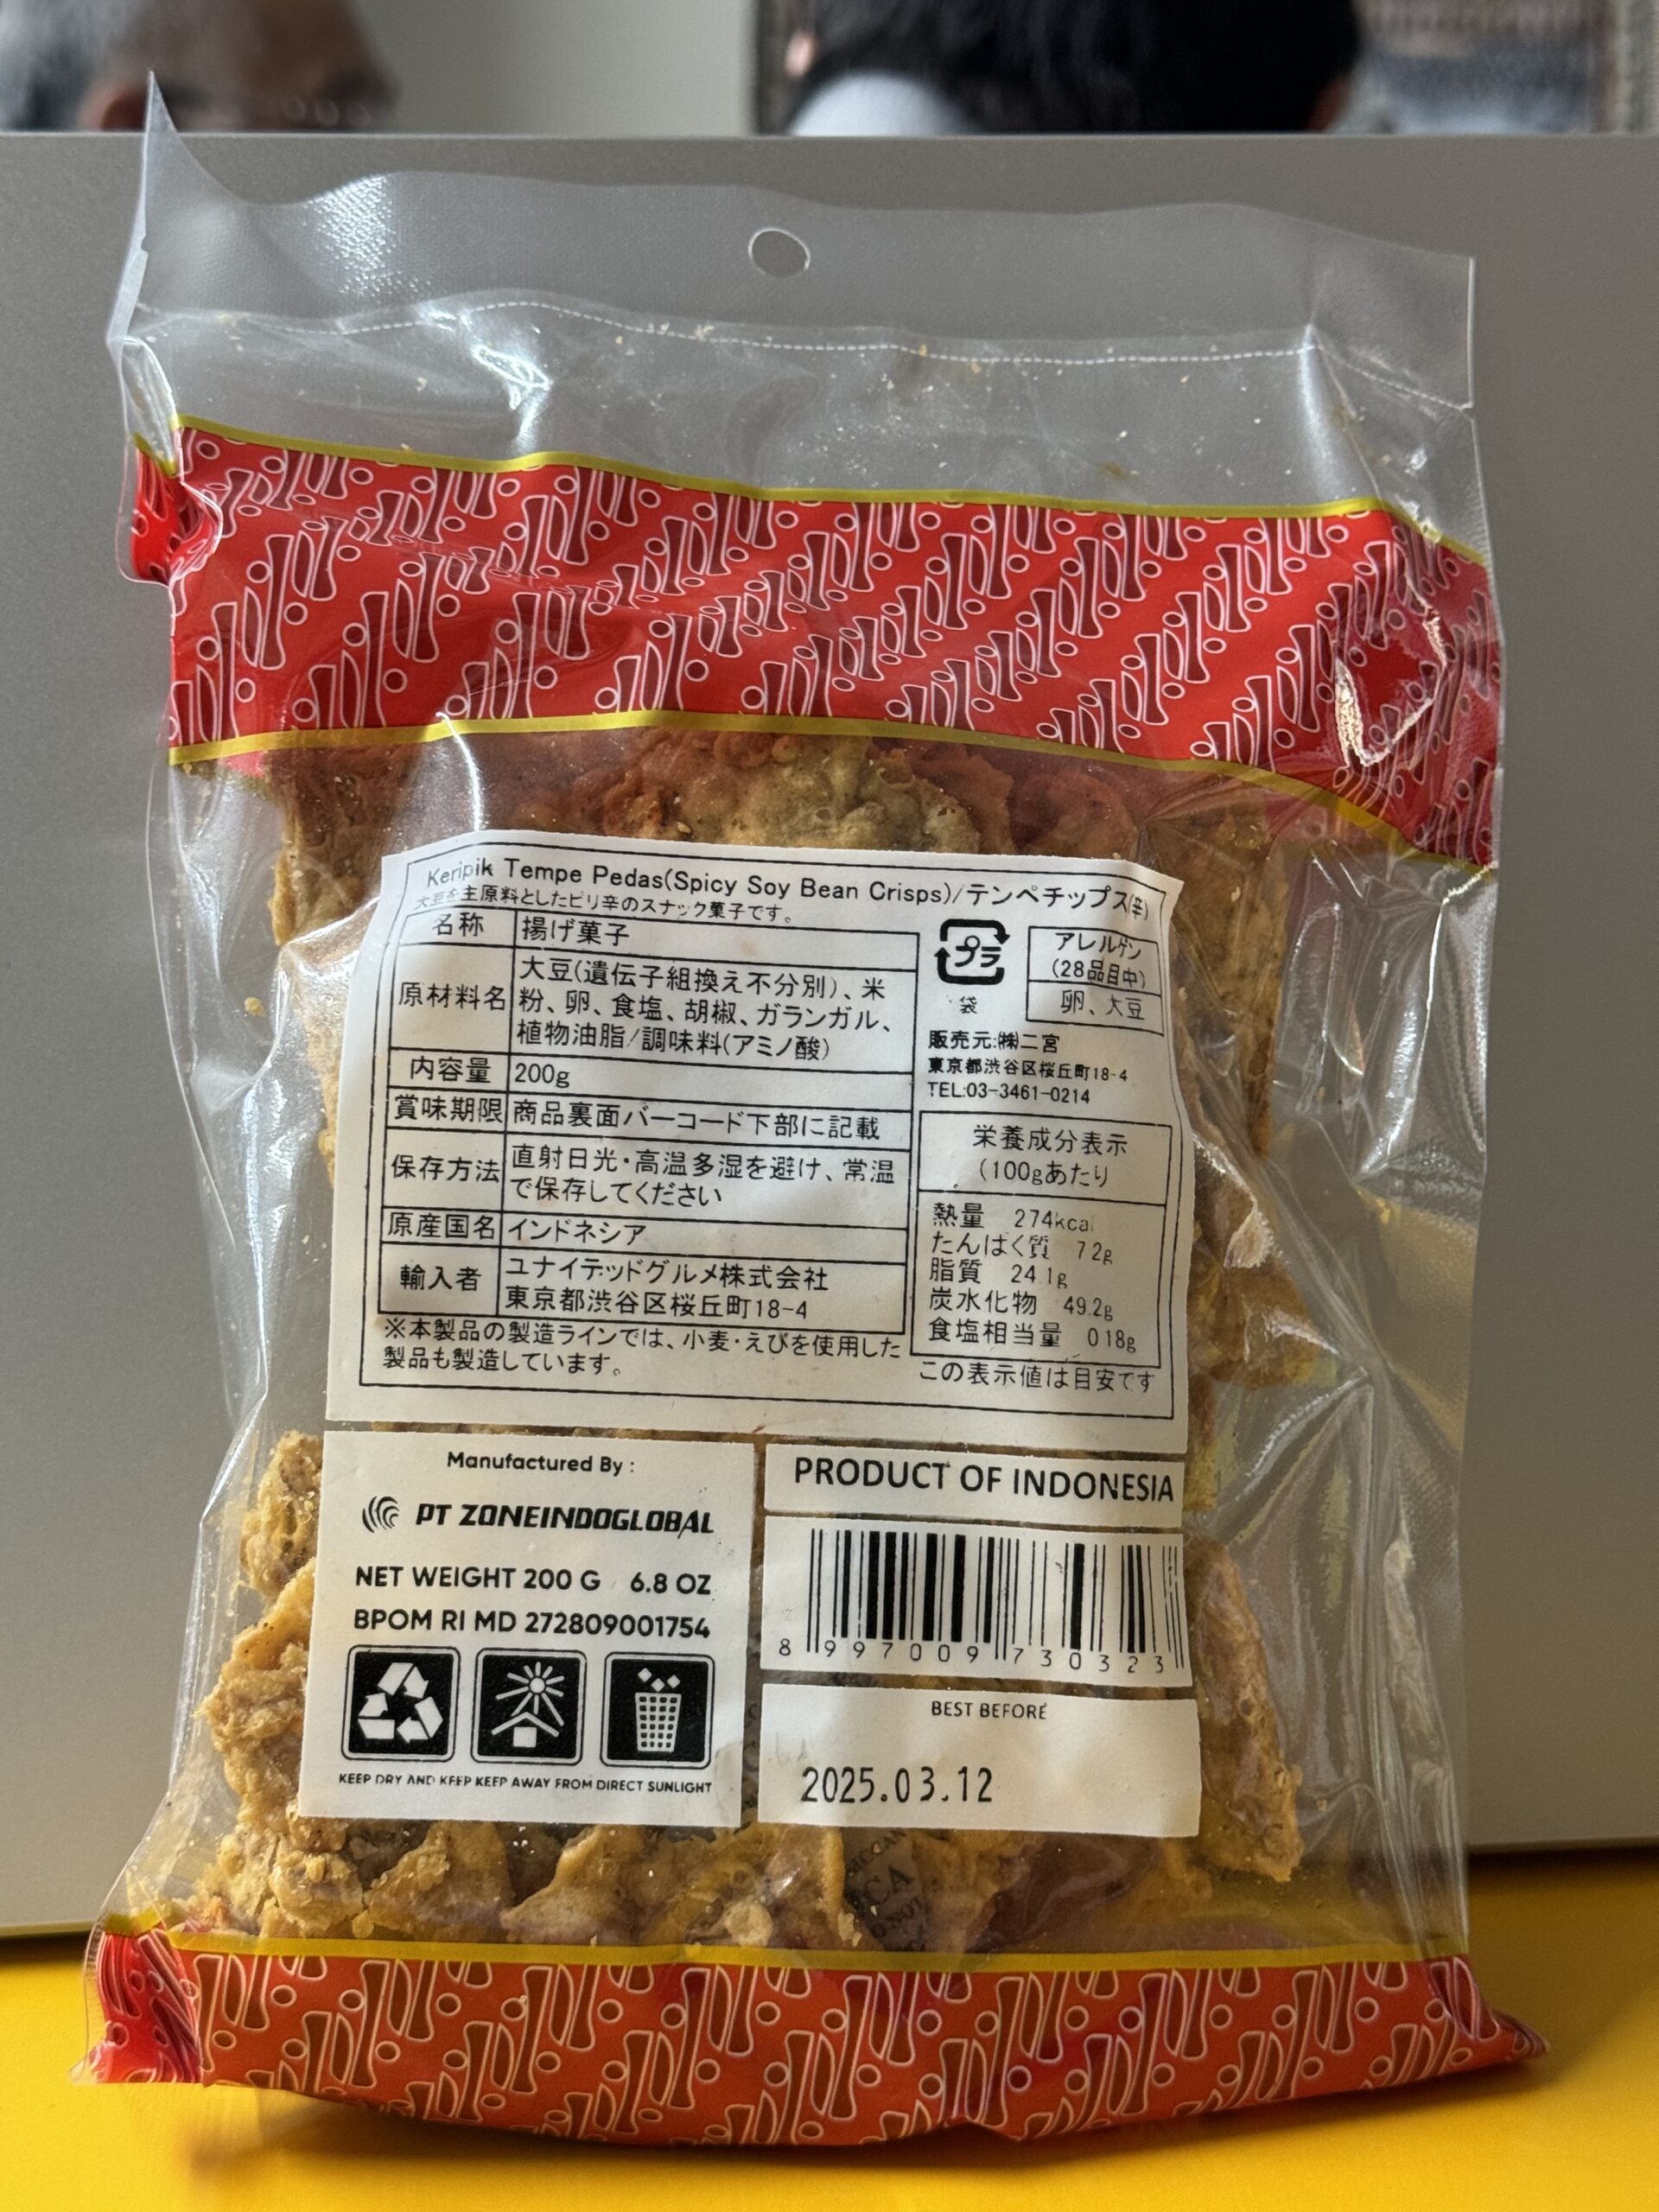 Keripik Tempe Pedas(Spicy Soy Bean Crisps)/テンペチップス(辛)
大豆を主原料としたピリ辛のスナック菓子です。
名称 揚げ菓子
原材料名 大豆(遺伝子組換え不分別)、米
粉、卵、食塩、胡椒、ガランガル、
植物油脂/調味料(アミノ酸)
内容量 200g
賞味期限 商品裏面バーコード下部に記載
保存方法 直射日光・高温多湿を避け、常温
で保存してください
原産国名 インドネシア
輸入者 ユナイテッドグルメ株式会社
東京都渋谷区桜丘町18-4
※本製品の製造ラインでは、小麦・えびを使用した
製品も製造しています。
プラ
袋
アレルゲン
(28品目中)
卵、大豆
販売元:㈱二宮
東京都渋谷区桜丘町18-4
TEL:03-3461-0214
栄養成分表示
(100gあたり
熱量 274kcal
たんぱく質 7.2g
脂質 24.1g
炭水化物 49.2g
食塩相当量 0.18g
この表示値は目安です
Manufactured By :
PT ZONEINDOGLOBAL
NET WEIGHT 200 G 6.8 OZ
BPOM RI MD 272809001754
KEEP DRY AND KEEP KEEP AWAY FROM DIRECT SUNLIGHT
PRODUCT OF INDONESIA
8 997009 730323
BEST BEFORE
2025.03.12